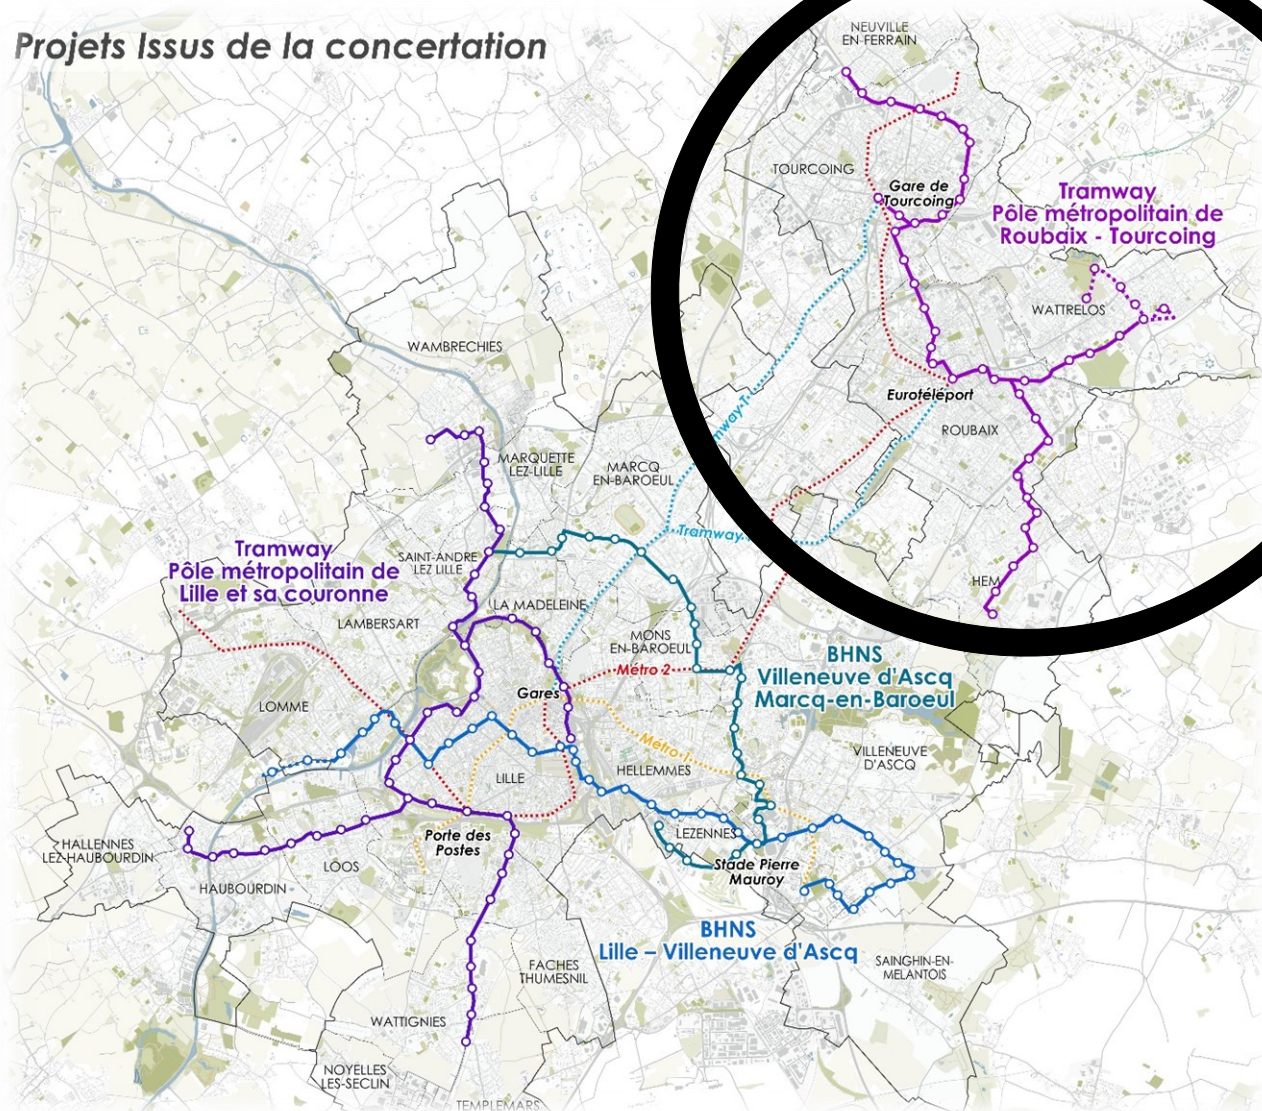 Projets Issus de la concertation
NEUVILLE
EN-FERRAIN
TOURCOING
Gare de
Tourcoing
Tramway
Pôle métropolitain de
Roubaix - Tourcoing
WATTRELOS
Eurotéléport
ROUBAIX
HEM
WAMBRECHIES
MARQUETTE
LEZ-LILLE
MARCQ
EN-BAROEUL
mway T
Tramway
Tramway
Pôle métropolitain de
Lille et sa couronne
SAINT-ANDRE
LEZ LILLE
LA MADELEINE
LAMBERSART
MONS
EN-BAROEUL
Métro 2
BHNS
Villeneuve d'Ascq
Marcq-en-Baroeul
Gares
LOMME
Métro 1
VILLENEUVE
D'ASCQ
LILLE
HELLEMMES
HALLENNES
LEZ-HAUBOURDIN
LOOS
Porte des
Postes
LEZENNES
Stade Pierre
Mauroy
HAUBOURDIN
BHNS
Lille – Villeneuve d'Ascq
SAINGHIN-EN-
MELANTOIS
FACHES
THUMESNIL
WATTIGNIES
NOYELLES
LES-SECLIN
TEMPLEMARS